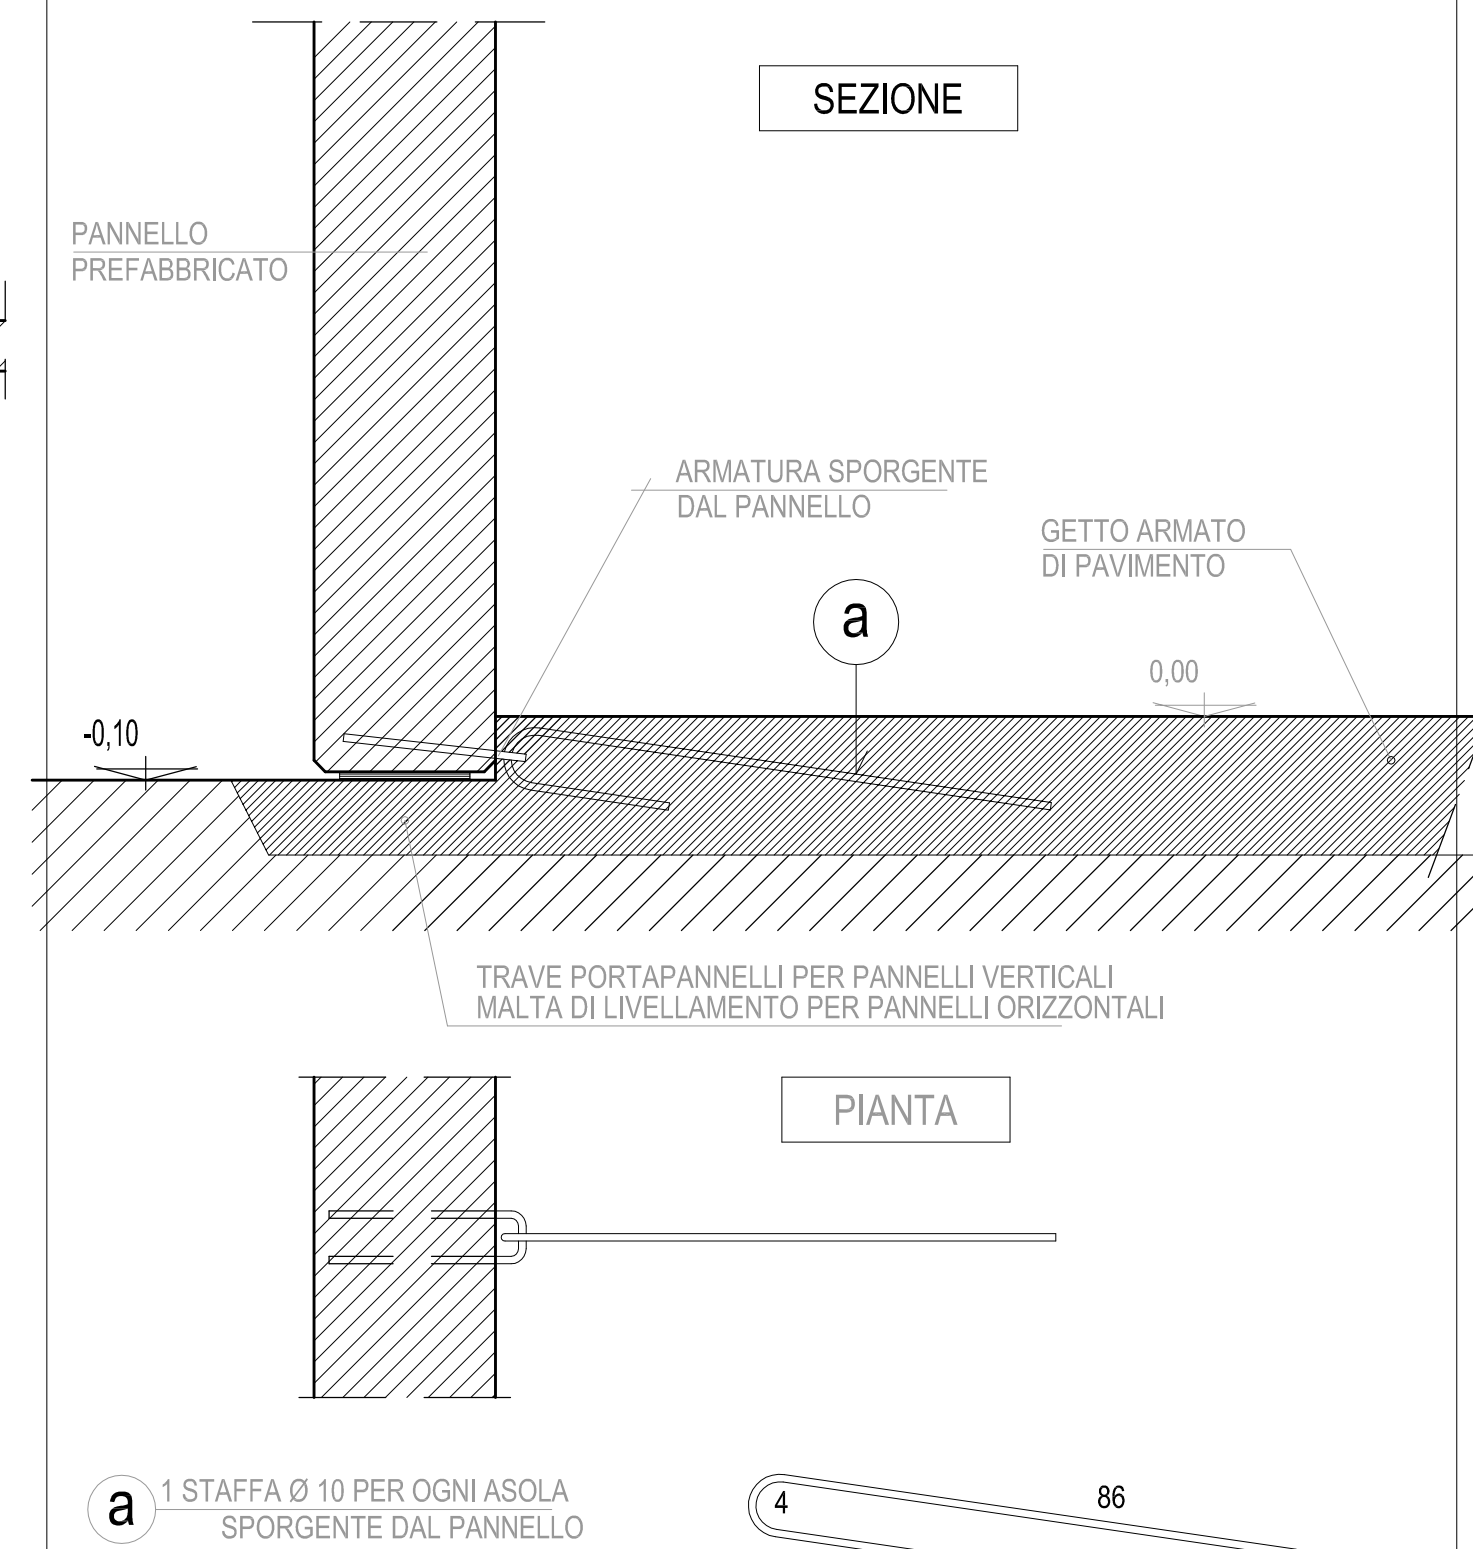 SEZIONE
PANNELLO
PREFABBRICATO
ARMATURA SPORGENTE
DAL PANNELLO
GETTO ARMATO
DI PAVIMENTO
a
0,00
-0,10
TRAVE PORTAPANNELLI PER PANNELLI VERTICALI
MALTA DI LIVELLAMENTO PER PANNELLI ORIZZONTALI
PIANTA
a
1 STAFFA Ø 10 PER OGNI ASOLA
SPORGENTE DAL PANNELLO
4
86